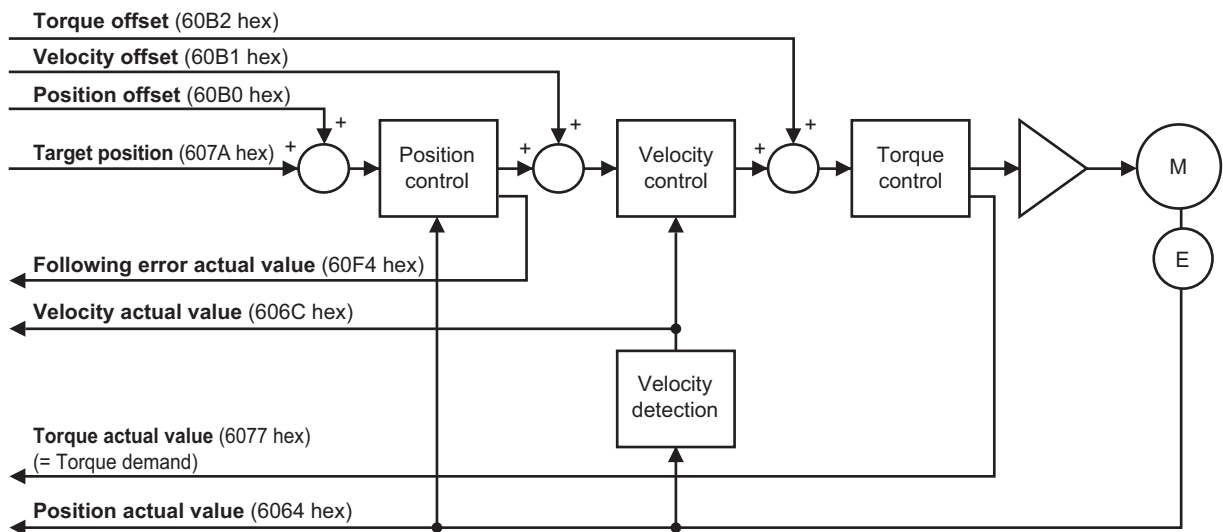 Torque offset (60B2 hex)
Velocity offset (60B1 hex)
Position offset (60B0 hex)
+
+
+
Target position (607A hex)
+
Position
control
+
Velocity
control
+
Torque
control
M
E
Following error actual value (60F4 hex)
Velocity actual value (606C hex)
Velocity
detection
Torque actual value (6077 hex)
(= Torque demand)
Position actual value (6064 hex)